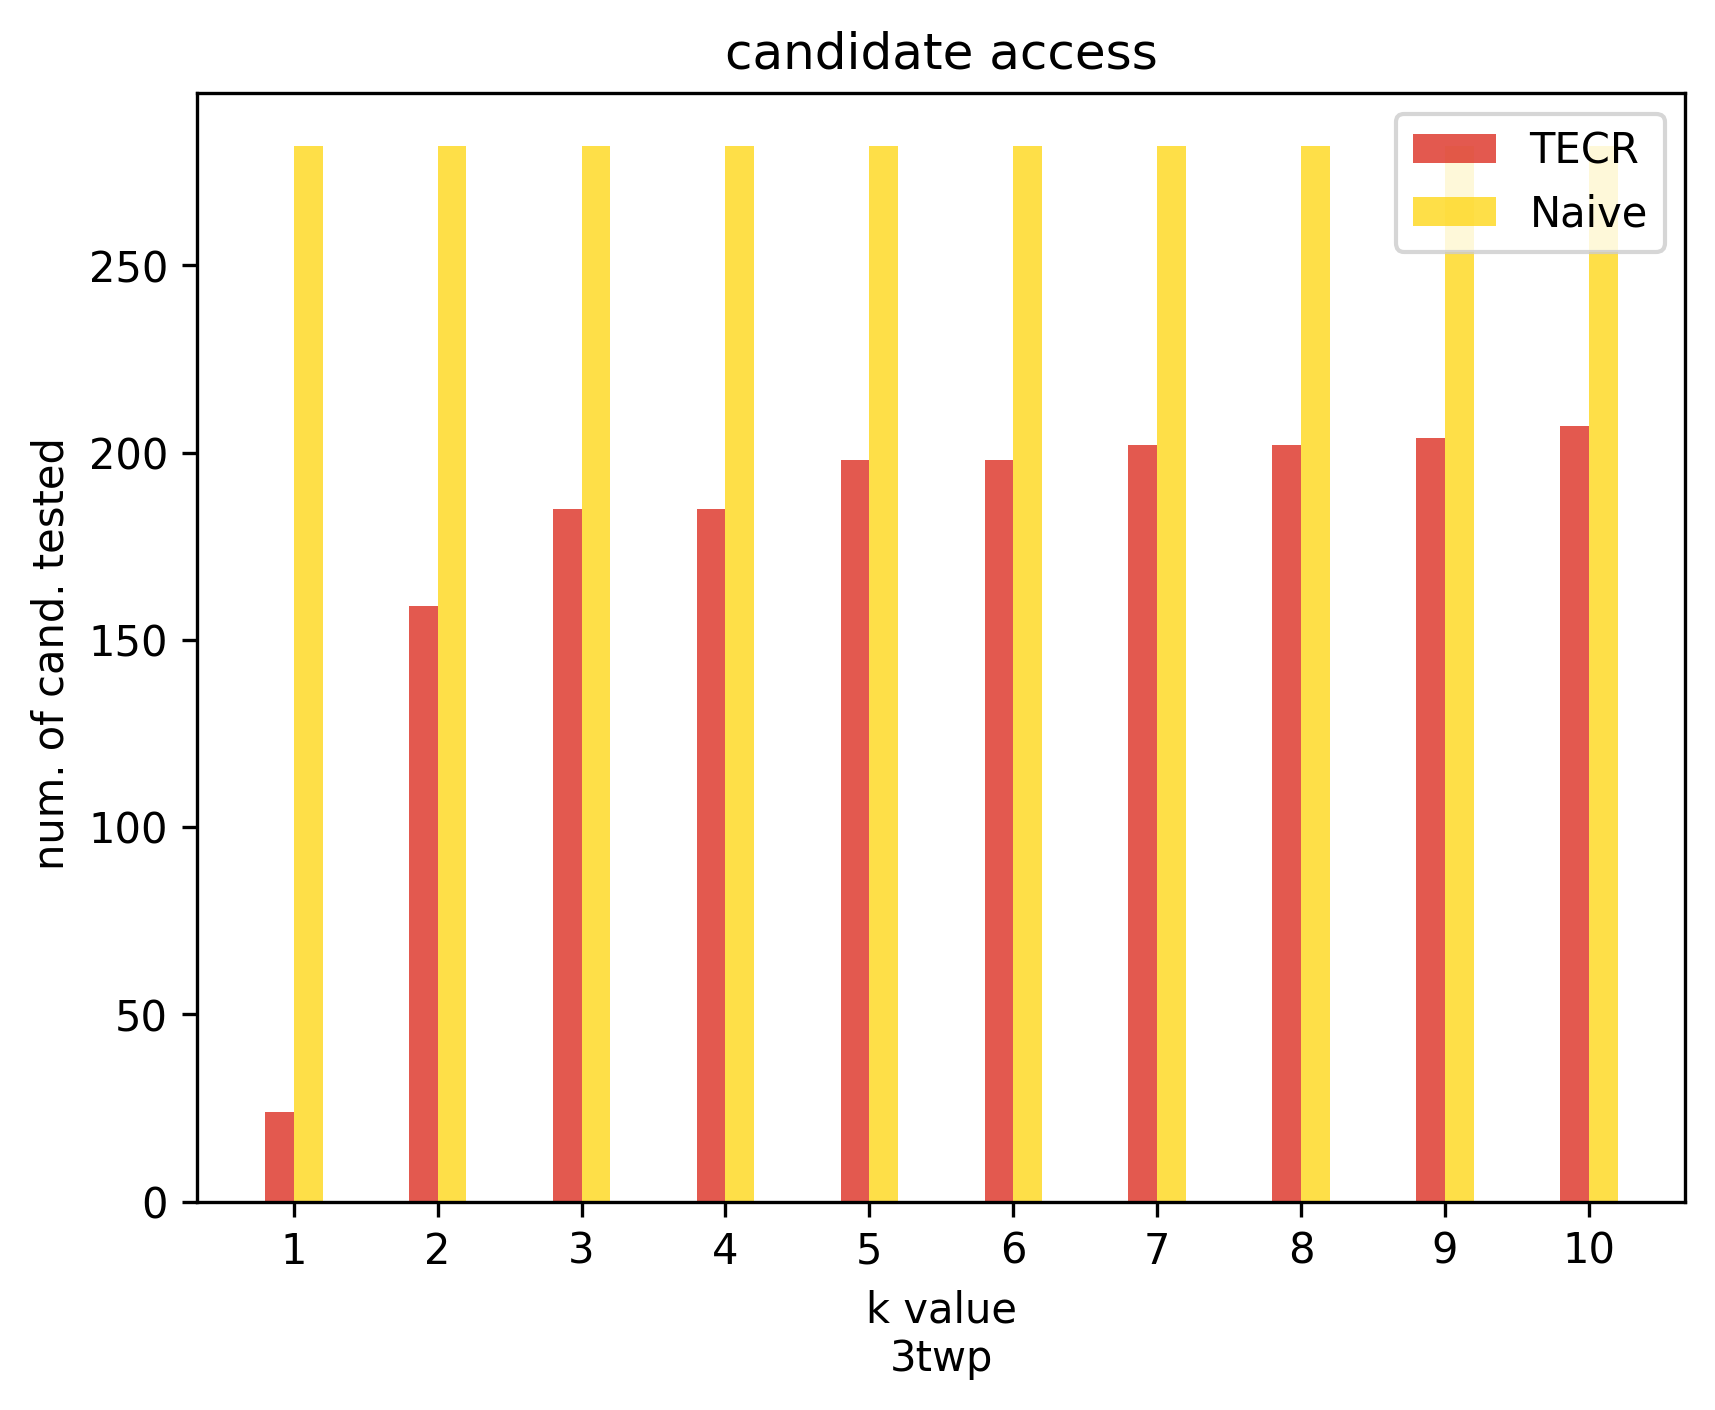 candidate access
TECR
Naive
250
200
150
100
50
0
num. of cand. tested
1 2 3 4 5 6 7 8 9 10
k value
3twp